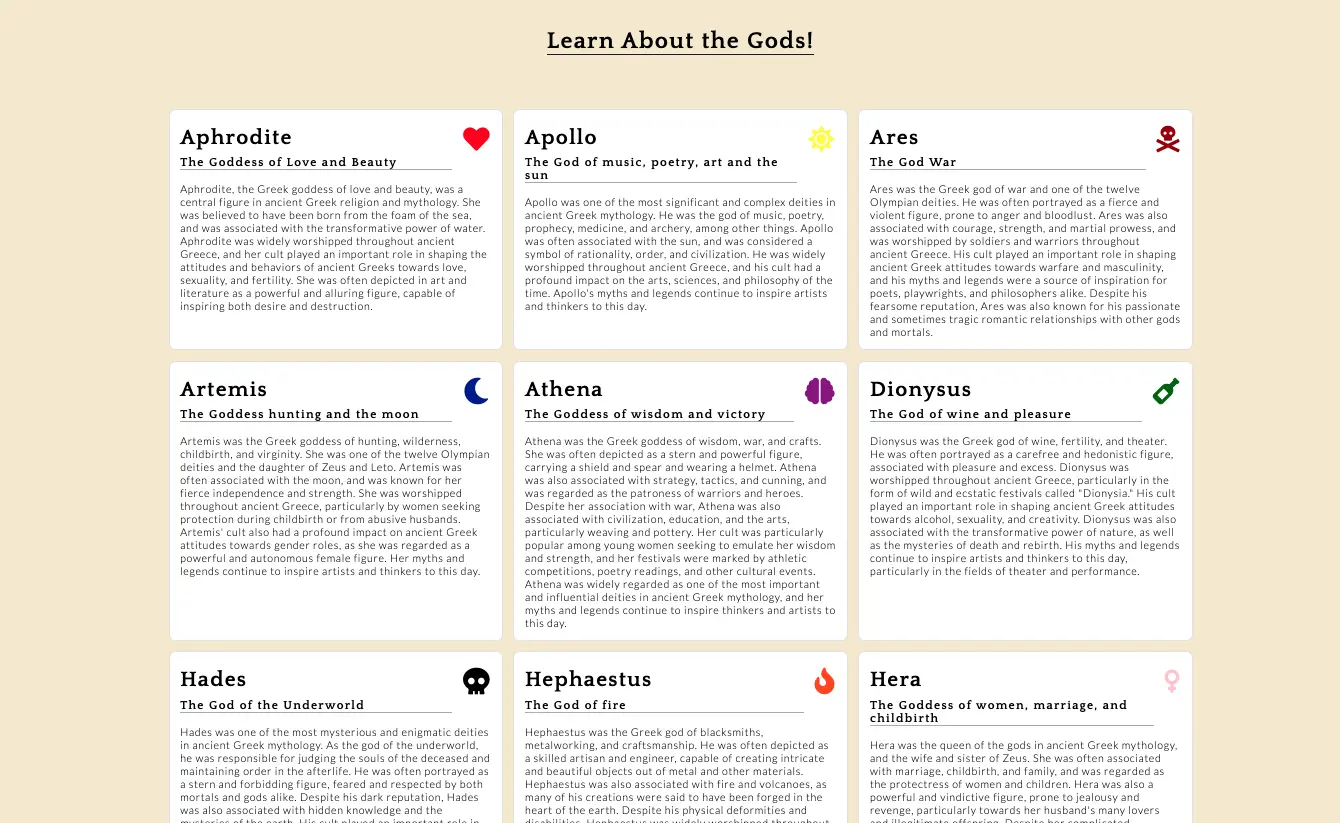 Learn About the Gods!
Aphrodite
The Goddess of Love and Beauty
Aphrodite, the Greek goddess of love and beauty, was a
central figure in ancient Greek religion and mythology. She
was believed to have been born from the foam of the sea,
and was associated with the transformative power of water.
Aphrodite was widely worshipped throughout ancient
Greece, and her cult played an important role in shaping the
attitudes and behaviors of ancient Greeks towards love,
sexuality, and fertility. She was often depicted in art and
literature as a powerful and alluring figure, capable of
inspiring both desire and destruction.
Apollo
The God of music, poetry, art and the
sun
Apollo was one of the most significant and complex deities in
ancient Greek mythology. He was the god of music, poetry,
prophecy, medicine, and archery, among other things. Apollo
was often associated with the sun, and was considered a
symbol of rationality, order, and civilization. He was widely
worshipped throughout ancient Greece, and his cult had a
profound impact on the arts, sciences, and philosophy of the
time. Apollo's myths and legends continue to inspire artists
and thinkers to this day.
Ares
The God War
Ares was the Greek god of war and one of the twelve
Olympian deities. He was often portrayed as a fierce and
violent figure, prone to anger and bloodlust. Ares was also
associated with courage, strength, and martial prowess, and
was worshipped by soldiers and warriors throughout
ancient Greece. His cult played an important role in shaping
ancient Greek attitudes towards warfare and masculinity,
and his myths and legends were a source of inspiration for
poets, playwrights, and philosophers alike. Despite his
fearsome reputation, Ares was also known for his passionate
and sometimes tragic romantic relationships with other gods
and mortals.
Artemis
The Goddess hunting and the moon
Artemis was the Greek goddess of hunting, wilderness,
childbirth, and virginity. She was one of the twelve Olympian
deities and the daughter of Zeus and Leto. Artemis was
often associated with the moon, and was known for her
fierce independence and strength. She was worshipped
throughout ancient Greece, particularly by women seeking
protection during childbirth or from abusive husbands.
Artemis' cult also had a profound impact on ancient Greek
attitudes towards gender roles, as she was regarded as a
powerful and autonomous female figure. Her myths and
legends continue to inspire artists and thinkers to this day.
Athena
The Goddess of wisdom and victory
Athena was the Greek goddess of wisdom, war, and crafts.
She was often depicted as a stern and powerful figure,
carrying a shield and spear and wearing a helmet. Athena
was also associated with strategy, tactics, and cunning, and
was regarded as the patroness of warriors and heroes.
Despite her association with war, Athena was also
associated with civilization, education, and the arts,
particularly weaving and pottery. Her cult was particularly
popular among young women seeking to emulate her wisdom
and strength, and her festivals were marked by athletic
competitions, poetry readings, and other cultural events.
Athena was widely regarded as one of the most important
and influential deities in ancient Greek mythology, and her
myths and legends continue to inspire thinkers and artists to
this day.
Dionysus
The God of wine and pleasure
Dionysus was the Greek god of wine, fertility, and theater.
He was often portrayed as a carefree and hedonistic figure,
associated with pleasure and excess. Dionysus was
worshipped throughout ancient Greece, particularly in the
form of wild and ecstatic festivals called "Dionysia." His cult
played an important role in shaping ancient Greek attitudes
towards alcohol, sexuality, and creativity. Dionysus was also
associated with the transformative power of nature, as well
as the mysteries of death and rebirth. His myths and legends
continue to inspire artists and thinkers to this day,
particularly in the fields of theater and performance.
Hades
The God of the Underworld
Hades was one of the most mysterious and enigmatic deities
in ancient Greek mythology. As the god of the underworld,
he was responsible for judging the souls of the deceased and
maintaining order in the afterlife. He was often portrayed as
a stern and forbidding figure, feared and respected by both
mortals and gods alike. Despite his dark reputation, Hades
was also associated with hidden knowledge and the
mysteries of the earth. His cult played an important role in
Hephaestus
The God of fire
Hephaestus was the Greek god of blacksmiths,
metalworking, and craftsmanship. He was often depicted as
a skilled artisan and engineer, capable of creating intricate
and beautiful objects out of metal and other materials.
Hephaestus was also associated with fire and volcanoes, as
many of his creations were said to have been forged in the
heart of the earth. Despite his physical deformities and
disabilities, Hephaestus was widely worshipped throughout
Hera
The Goddess of women, marriage, and
childbirth
Hera was the queen of the gods in ancient Greek mythology,
and the wife and sister of Zeus. She was often associated
with marriage, childbirth, and family, and was regarded as
the protectress of women and children. Hera was also a
powerful and vindictive figure, prone to jealousy and
revenge, particularly towards her husband's many lovers
and illegitimate offspring. Despite her complicated